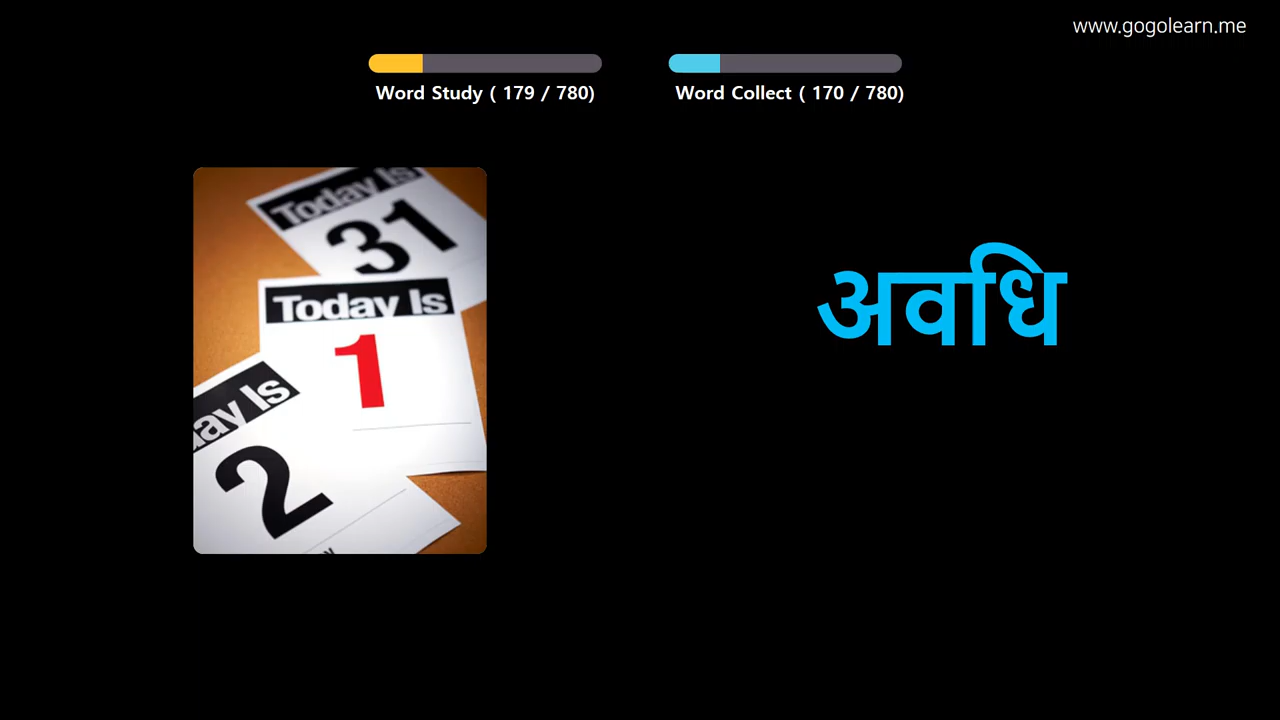 www.gogolearn.me
Word Study ( 179 / 780)
Word Collect ( 170 / 780)
Today Is
31
Today Is
1
अवधि
ay Is
2